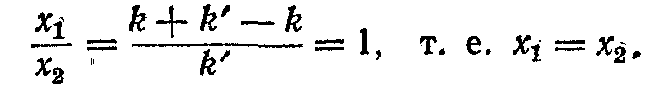 x₁/x₂ = (k + k′ − k)/k′ = 1, т. е. x₁ = x₂.